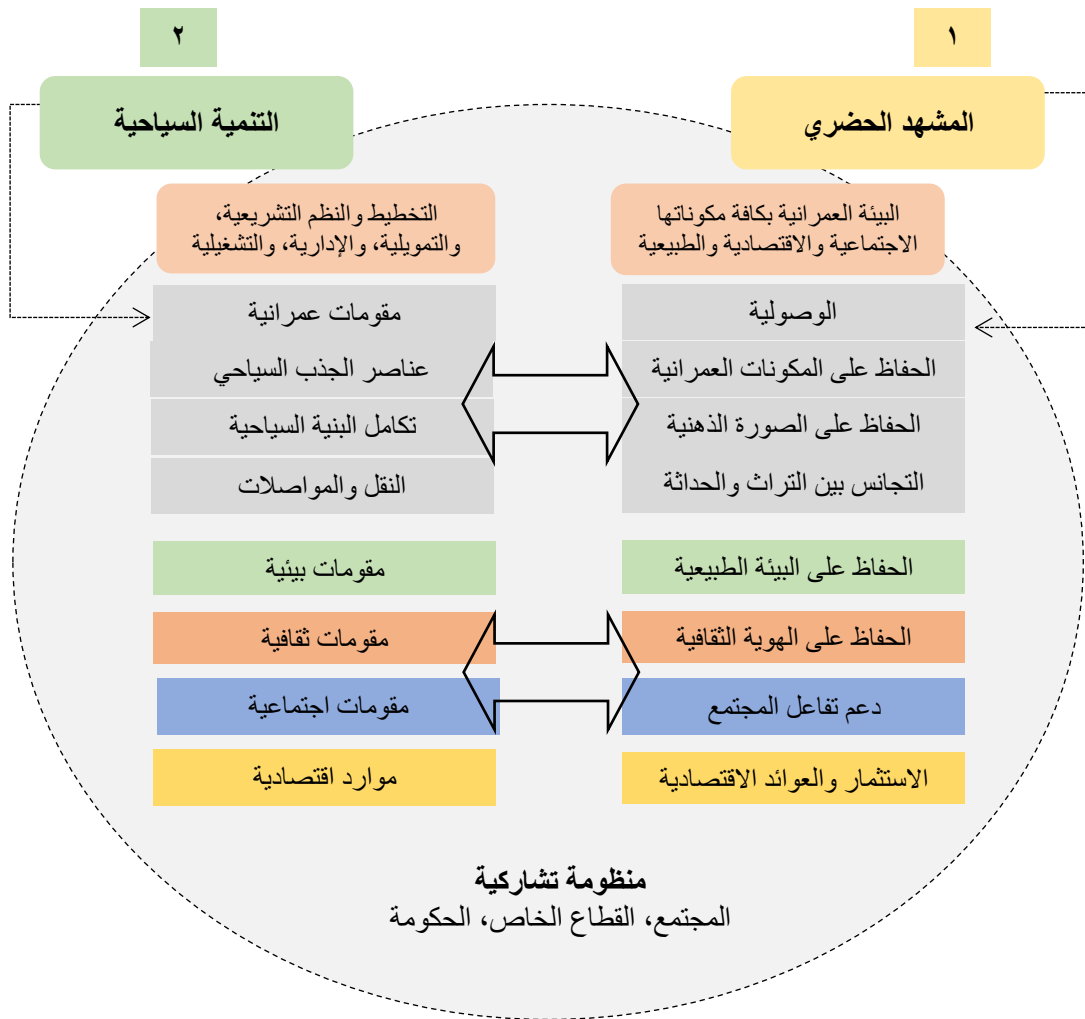 ١
٢
المشهد الحضري
التنمية السياحية
البيئة العمرانية بكافة مكوناتها
الاجتماعية والاقتصادية والطبيعية
التخطيط والنظم التشريعية،
والتمويلية، والإدارية، والتشغيلية
الوصولية
مقومات عمرانية
الحفاظ على المكونات العمرانية
عناصر الجذب السياحي
الحفاظ على الصورة الذهنية
تكامل البنية السياحية
التجانس بين التراث والحداثة
النقل والمواصلات
الحفاظ على البيئة الطبيعية
مقومات بيئية
الحفاظ على الهوية الثقافية
مقومات ثقافية
دعم تفاعل المجتمع
مقومات اجتماعية
الاستثمار والعوائد الاقتصادية
موارد اقتصادية
منظومة تشاركية
المجتمع، القطاع الخاص، الحكومة